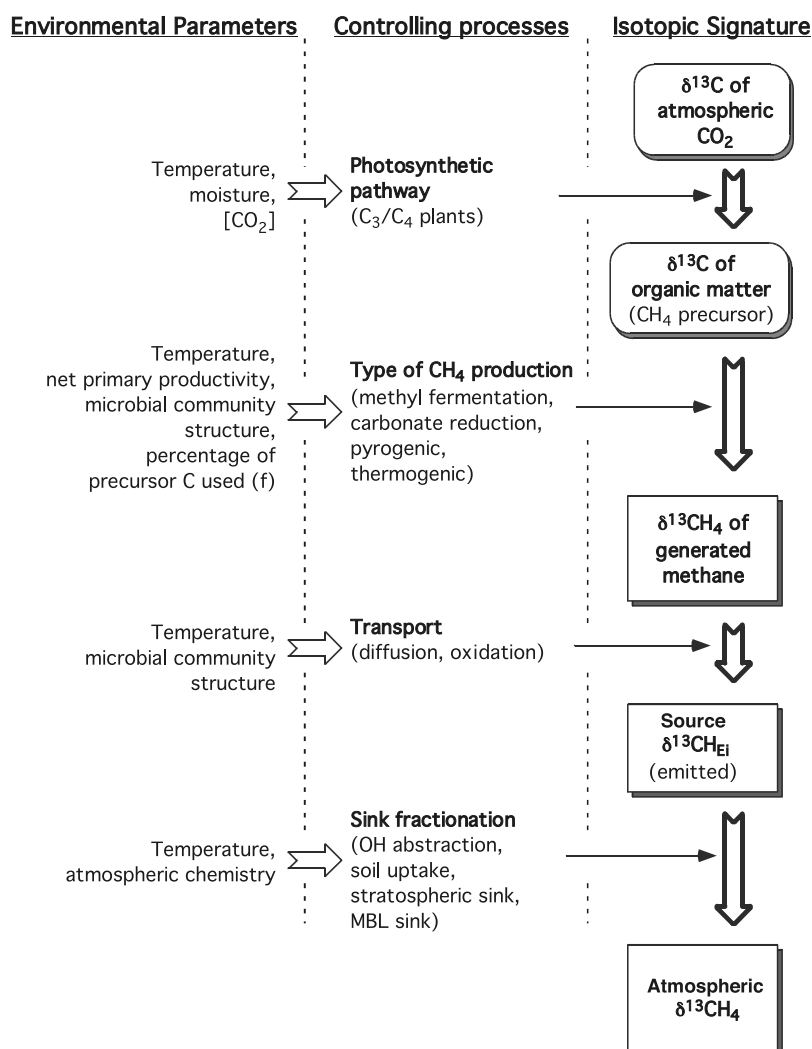 Environmental Parameters
Controlling processes
Isotopic Signature
δ¹³C of
atmospheric
CO₂
Temperature,
moisture,
[CO₂]
Photosynthetic
pathway
(C₃/C₄ plants)
δ¹³C of
organic matter
(CH₄ precursor)
Temperature,
net primary productivity,
microbial community
structure,
percentage of
precursor C used (f)
Type of CH₄ production
(methyl fermentation,
carbonate reduction,
pyrogenic,
thermogenic)
δ¹³CH₄ of
generated
methane
Temperature,
microbial community
structure
Transport
(diffusion, oxidation)
Source
δ¹³CH_Ei
(emitted)
Temperature,
atmospheric chemistry
Sink fractionation
(OH abstraction,
soil uptake,
stratospheric sink,
MBL sink)
Atmospheric
δ¹³CH₄